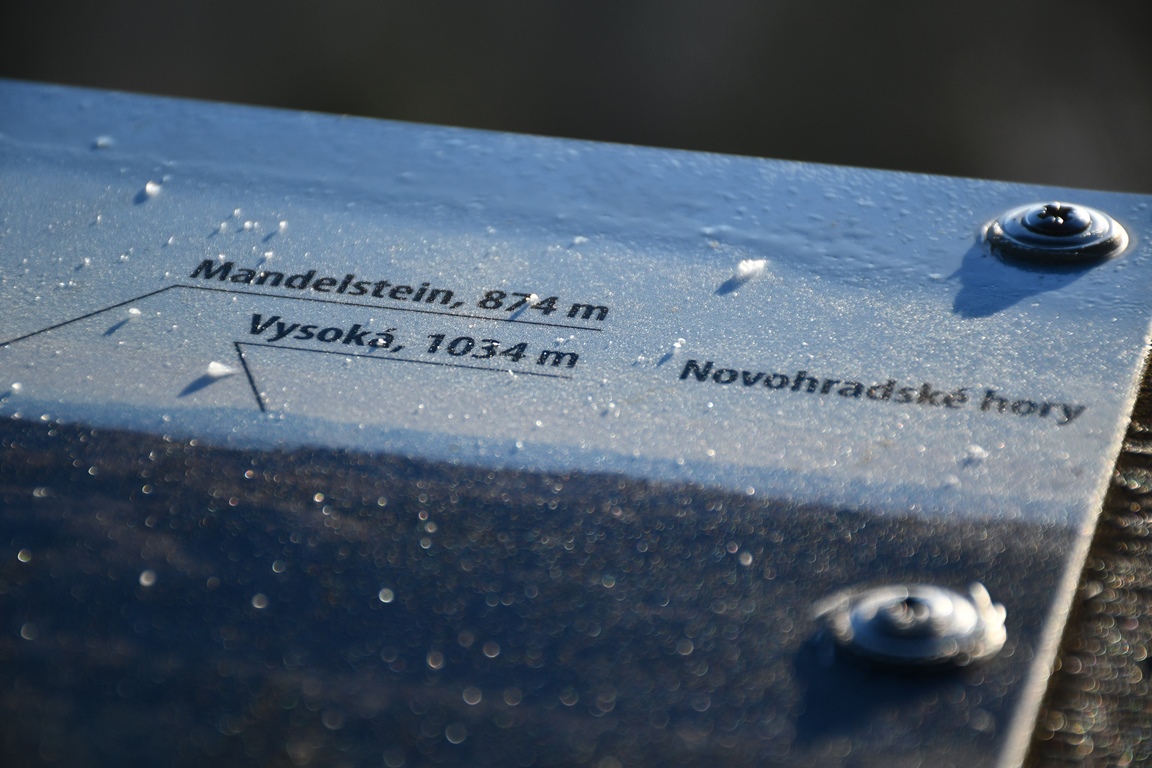 Mandelstein, 874 m
Vysoká, 1034 m
Novohradské hory